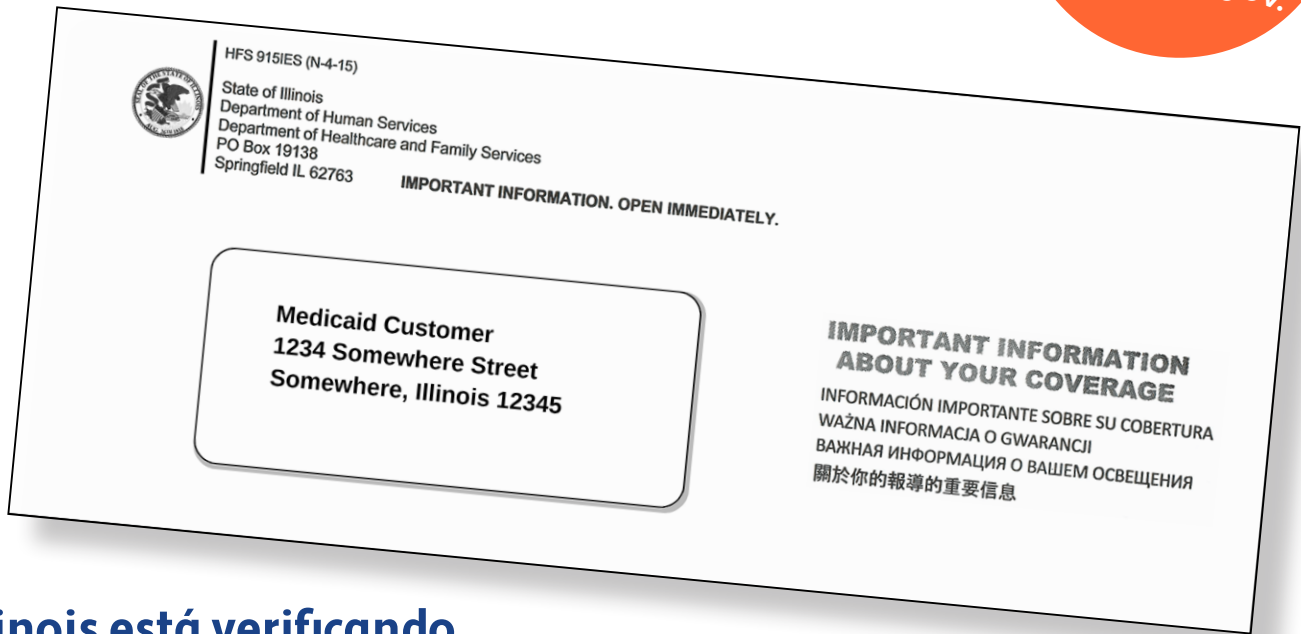 HFS 915IES (N-4-15)
State of Illinois
Department of Human Services
Department of Healthcare and Family Services
PO Box 19138
Springfield IL 62763
IMPORTANT INFORMATION. OPEN IMMEDIATELY.
Medicaid Customer
1234 Somewhere Street
Somewhere, Illinois 12345
IMPORTANT INFORMATION
ABOUT YOUR COVERAGE
INFORMACIÓN IMPORTANTE SOBRE SU COBERTURA
WAŻNA INFORMACJA O GWARANCJI
ВАЖНАЯ ИНФОРМАЦИЯ О ВАШЕМ ОСВЕЩЕНИЯ
關於你的報導的重要信息
está verificando